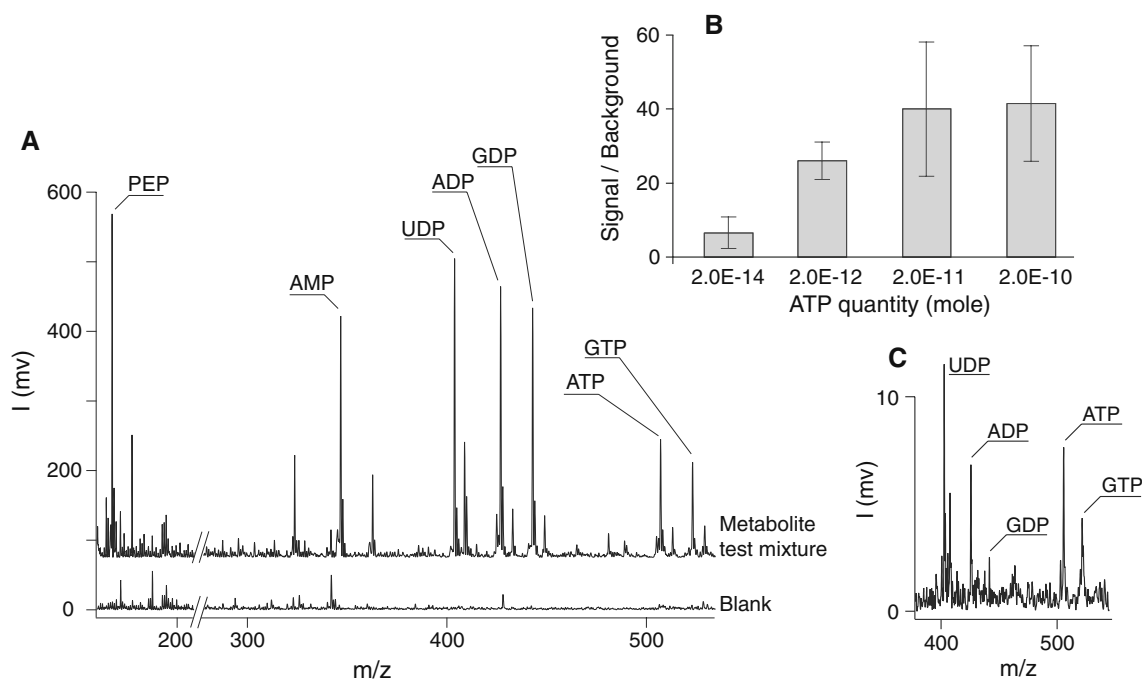 A
600
400
200
0
I (mv)
PEP
AMP
UDP
ADP
GDP
ATP
GTP
Metabolite
test mixture
Blank
200
300
400
500
m/z
B
60
40
20
0
Signal / Background
2.0E-14
2.0E-12
2.0E-11
2.0E-10
ATP quantity (mole)
C
10
0
I (mv)
UDP
ADP
GDP
ATP
GTP
400
500
m/z